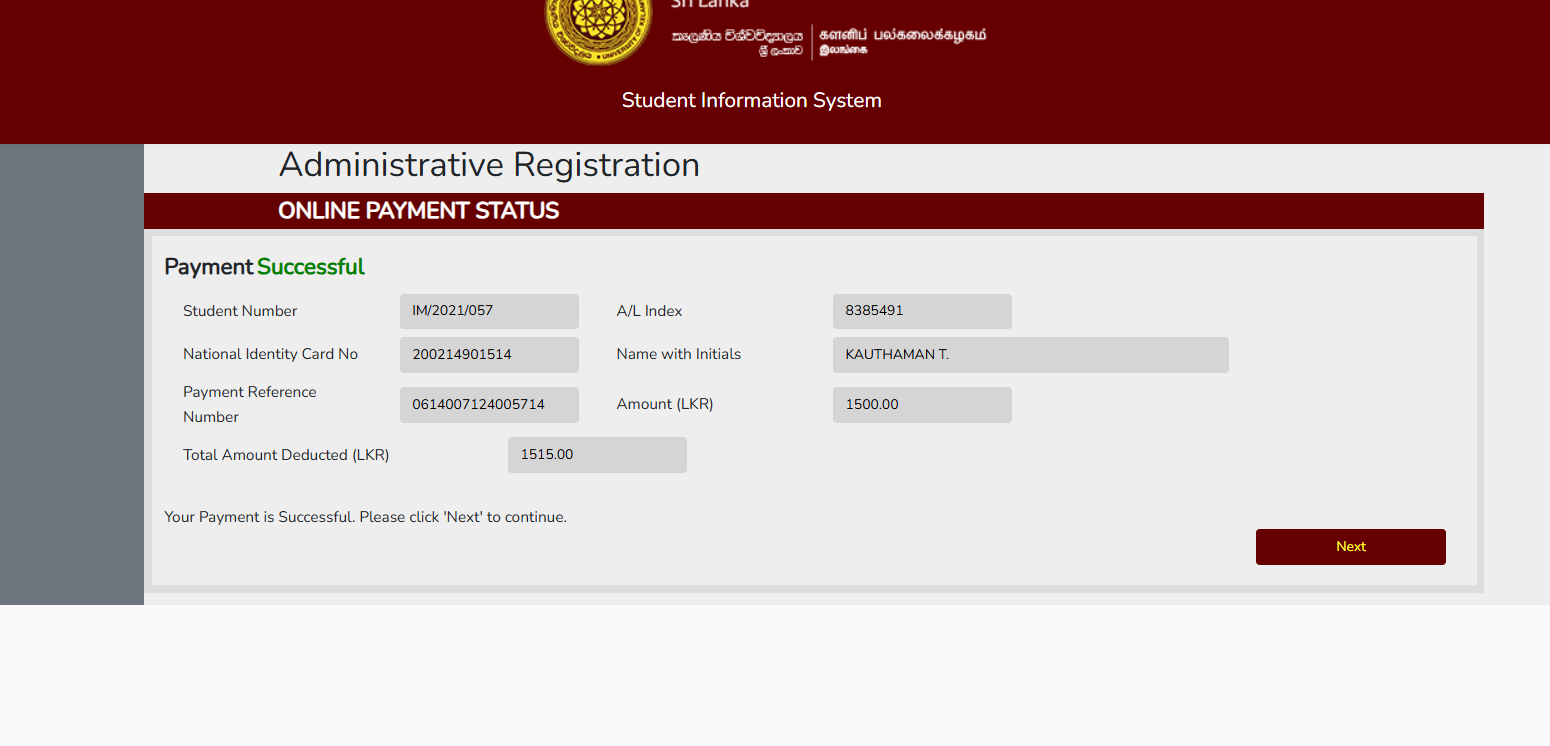 Sri Lanka
කැලණිය විශ්වවිද්‍යාලය
ශ්‍රී ලංකාව
களனிப் பல்கலைக்கழகம்
இலங்கை
Student Information System
Administrative Registration
ONLINE PAYMENT STATUS
Payment Successful
Student Number IM/2021/057 A/L Index 8385491
National Identity Card No 200214901514 Name with Initials KAUTHAMAN T.
Payment Reference
Number 0614007124005714 Amount (LKR) 1500.00
Total Amount Deducted (LKR) 1515.00
Your Payment is Successful. Please click 'Next' to continue.
Next